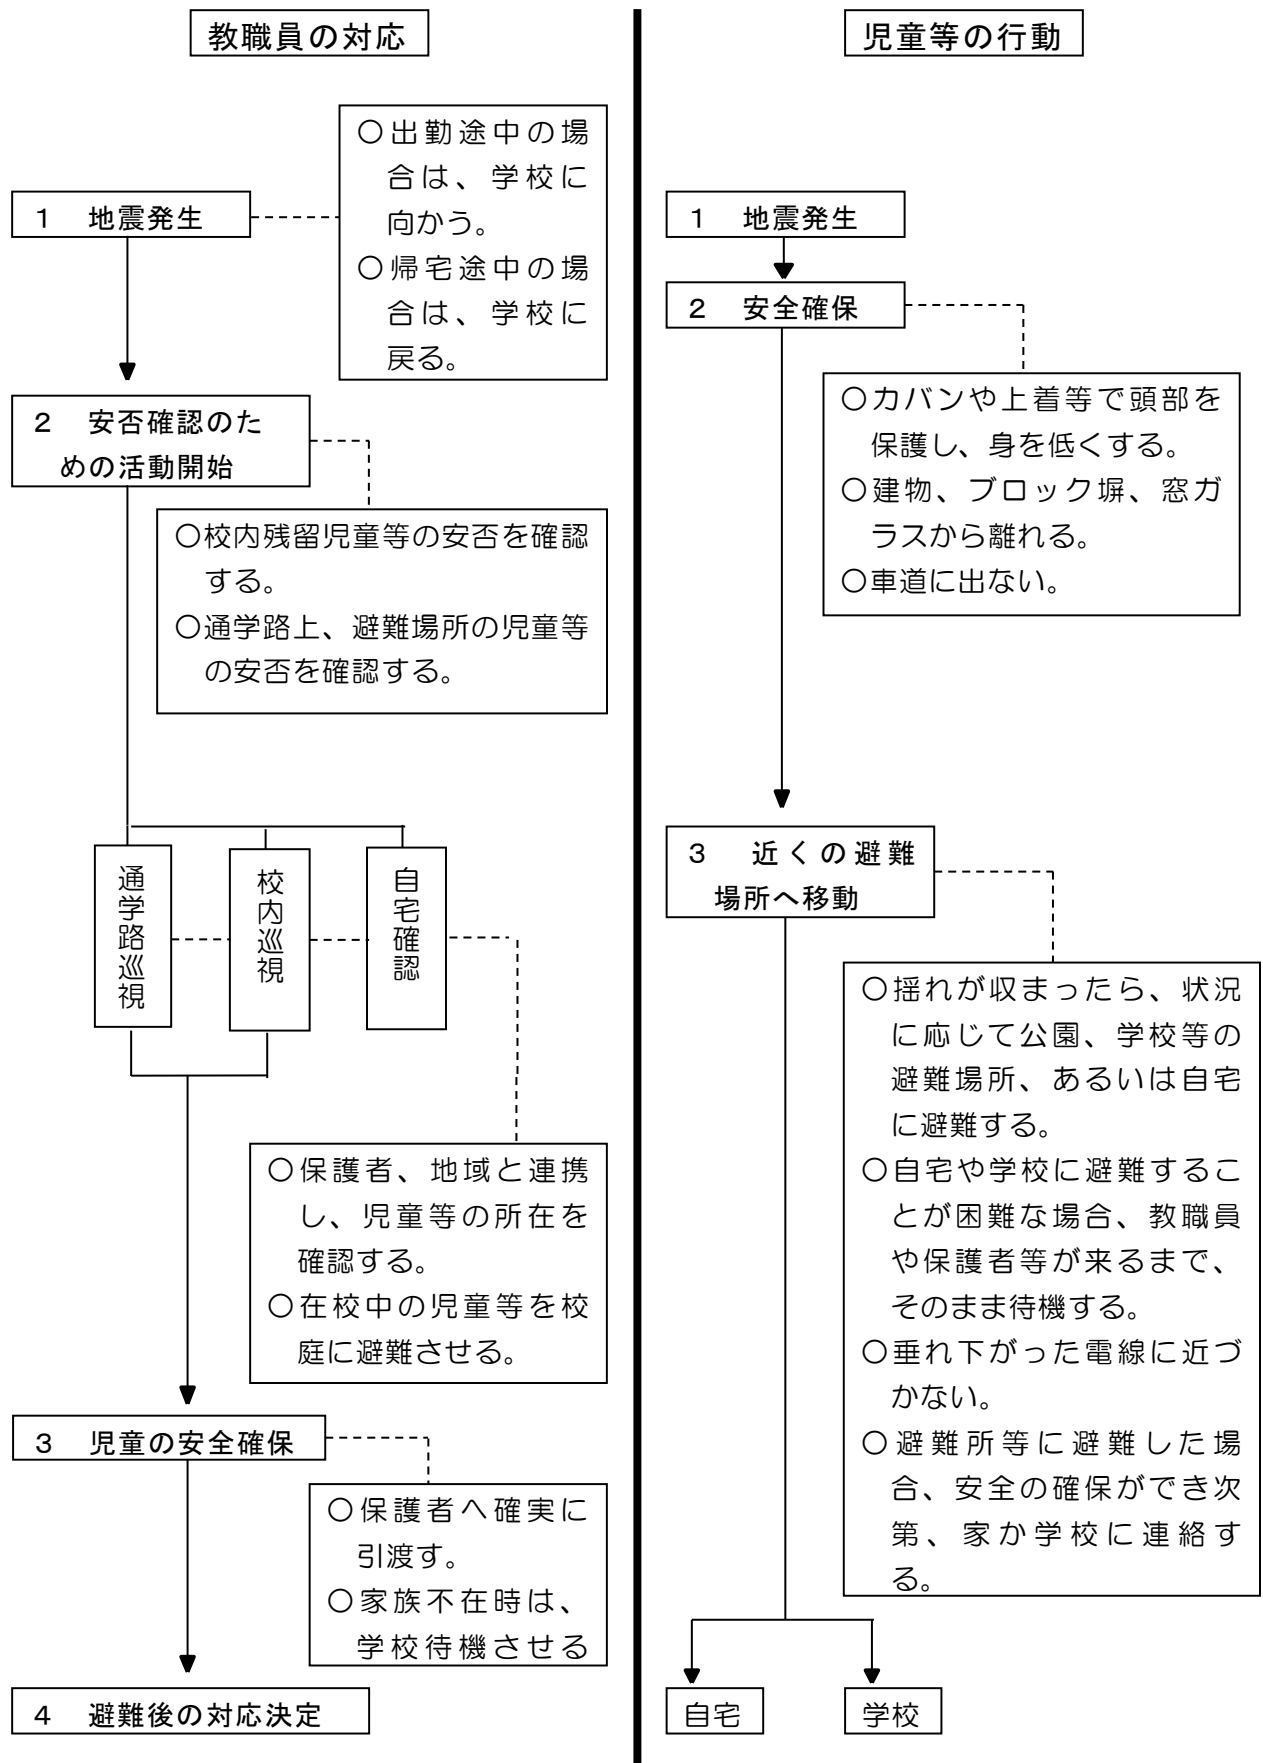 教職員の対応
○出勤途中の場
合は、学校に
向かう。
○帰宅途中の場
合は、学校に
戻る。
１　地震発生
２　安否確認のた
めの活動開始
○校内残留児童等の安否を確認
する。
○通学路上、避難場所の児童等
の安否を確認する。
通学路巡視
校内巡視
自宅確認
○保護者、地域と連携
し、児童等の所在を
確認する。
○在校中の児童等を校
庭に避難させる。
３　児童の安全確保
○保護者へ確実に
引渡す。
○家族不在時は、
学校待機させる
４　避難後の対応決定
児童等の行動
１　地震発生
２　安全確保
○カバンや上着等で頭部を
保護し、身を低くする。
○建物、ブロック塀、窓ガ
ラスから離れる。
○車道に出ない。
３　近くの避難
場所へ移動
○揺れが収まったら、状況
に応じて公園、学校等の
避難場所、あるいは自宅
に避難する。
○自宅や学校に避難するこ
とが困難な場合、教職員
や保護者等が来るまで、
そのまま待機する。
○垂れ下がった電線に近づ
かない。
○避難所等に避難した場
合、安全の確保ができ次
第、家か学校に連絡す
る。
自宅
学校